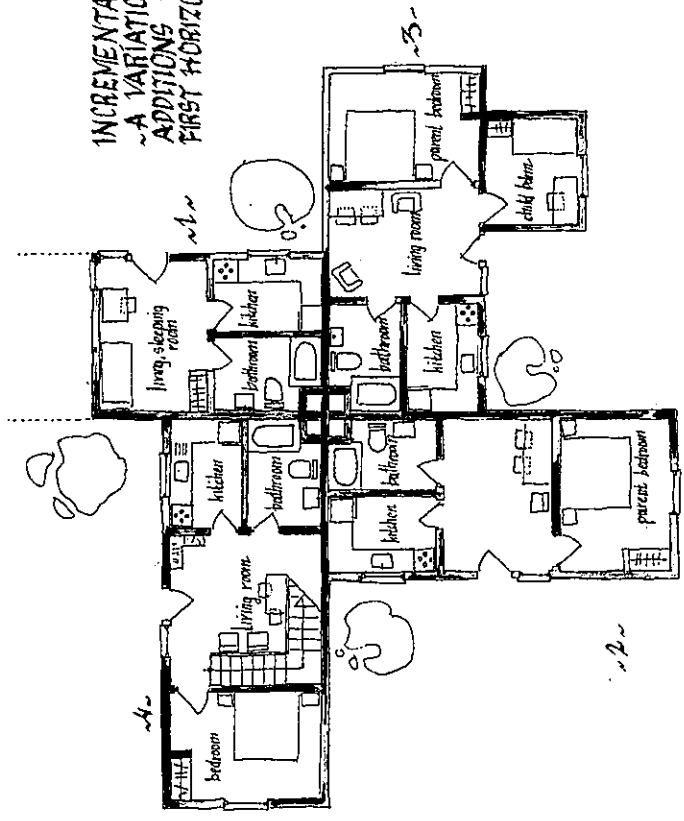 INCREMENTA
~A VARIATIO
ADDITIONS
FIRST HORIZO
~1~
living, sleeping
room
kitchen
bathroom
~3~
parent bedroom
living room
child bdrm
bathroom
kitchen
~4~
kitchen
bathroom
living room
bedroom
bathroom
kitchen
parent bedroom
~2~